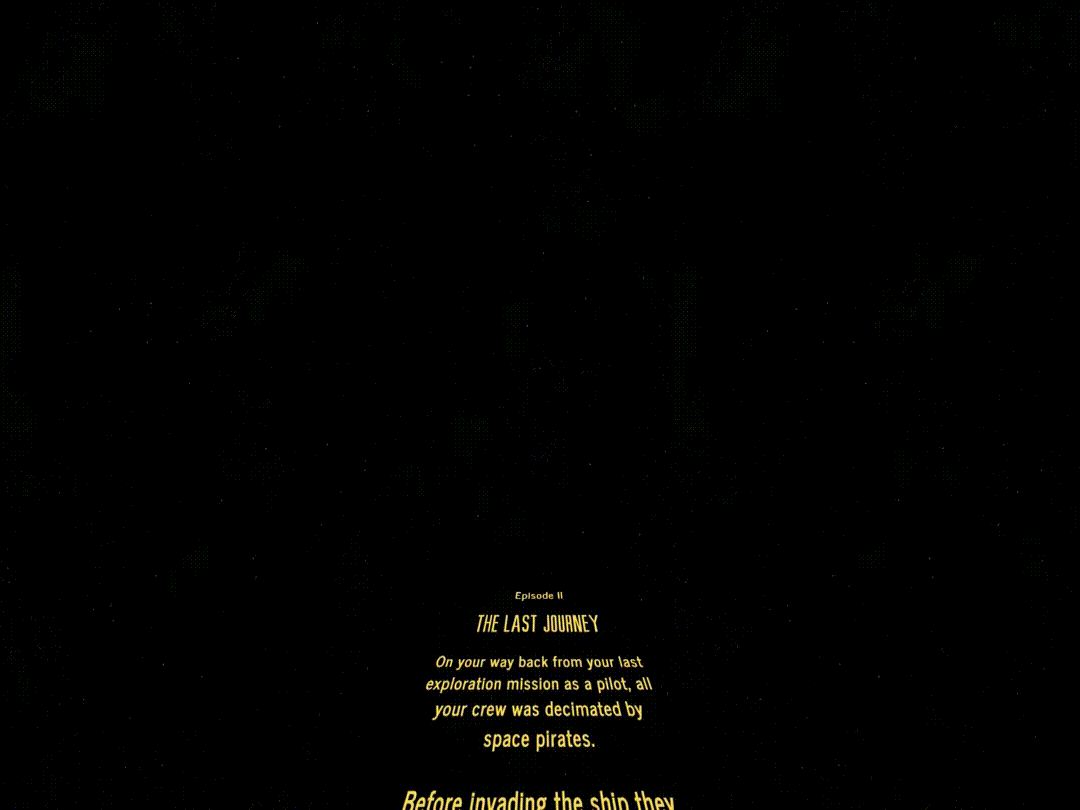 Episode II
THE LAST JOURNEY
On your way back from your last
exploration mission as a pilot, all
your crew was decimated by
space pirates.
Before invading the ship they